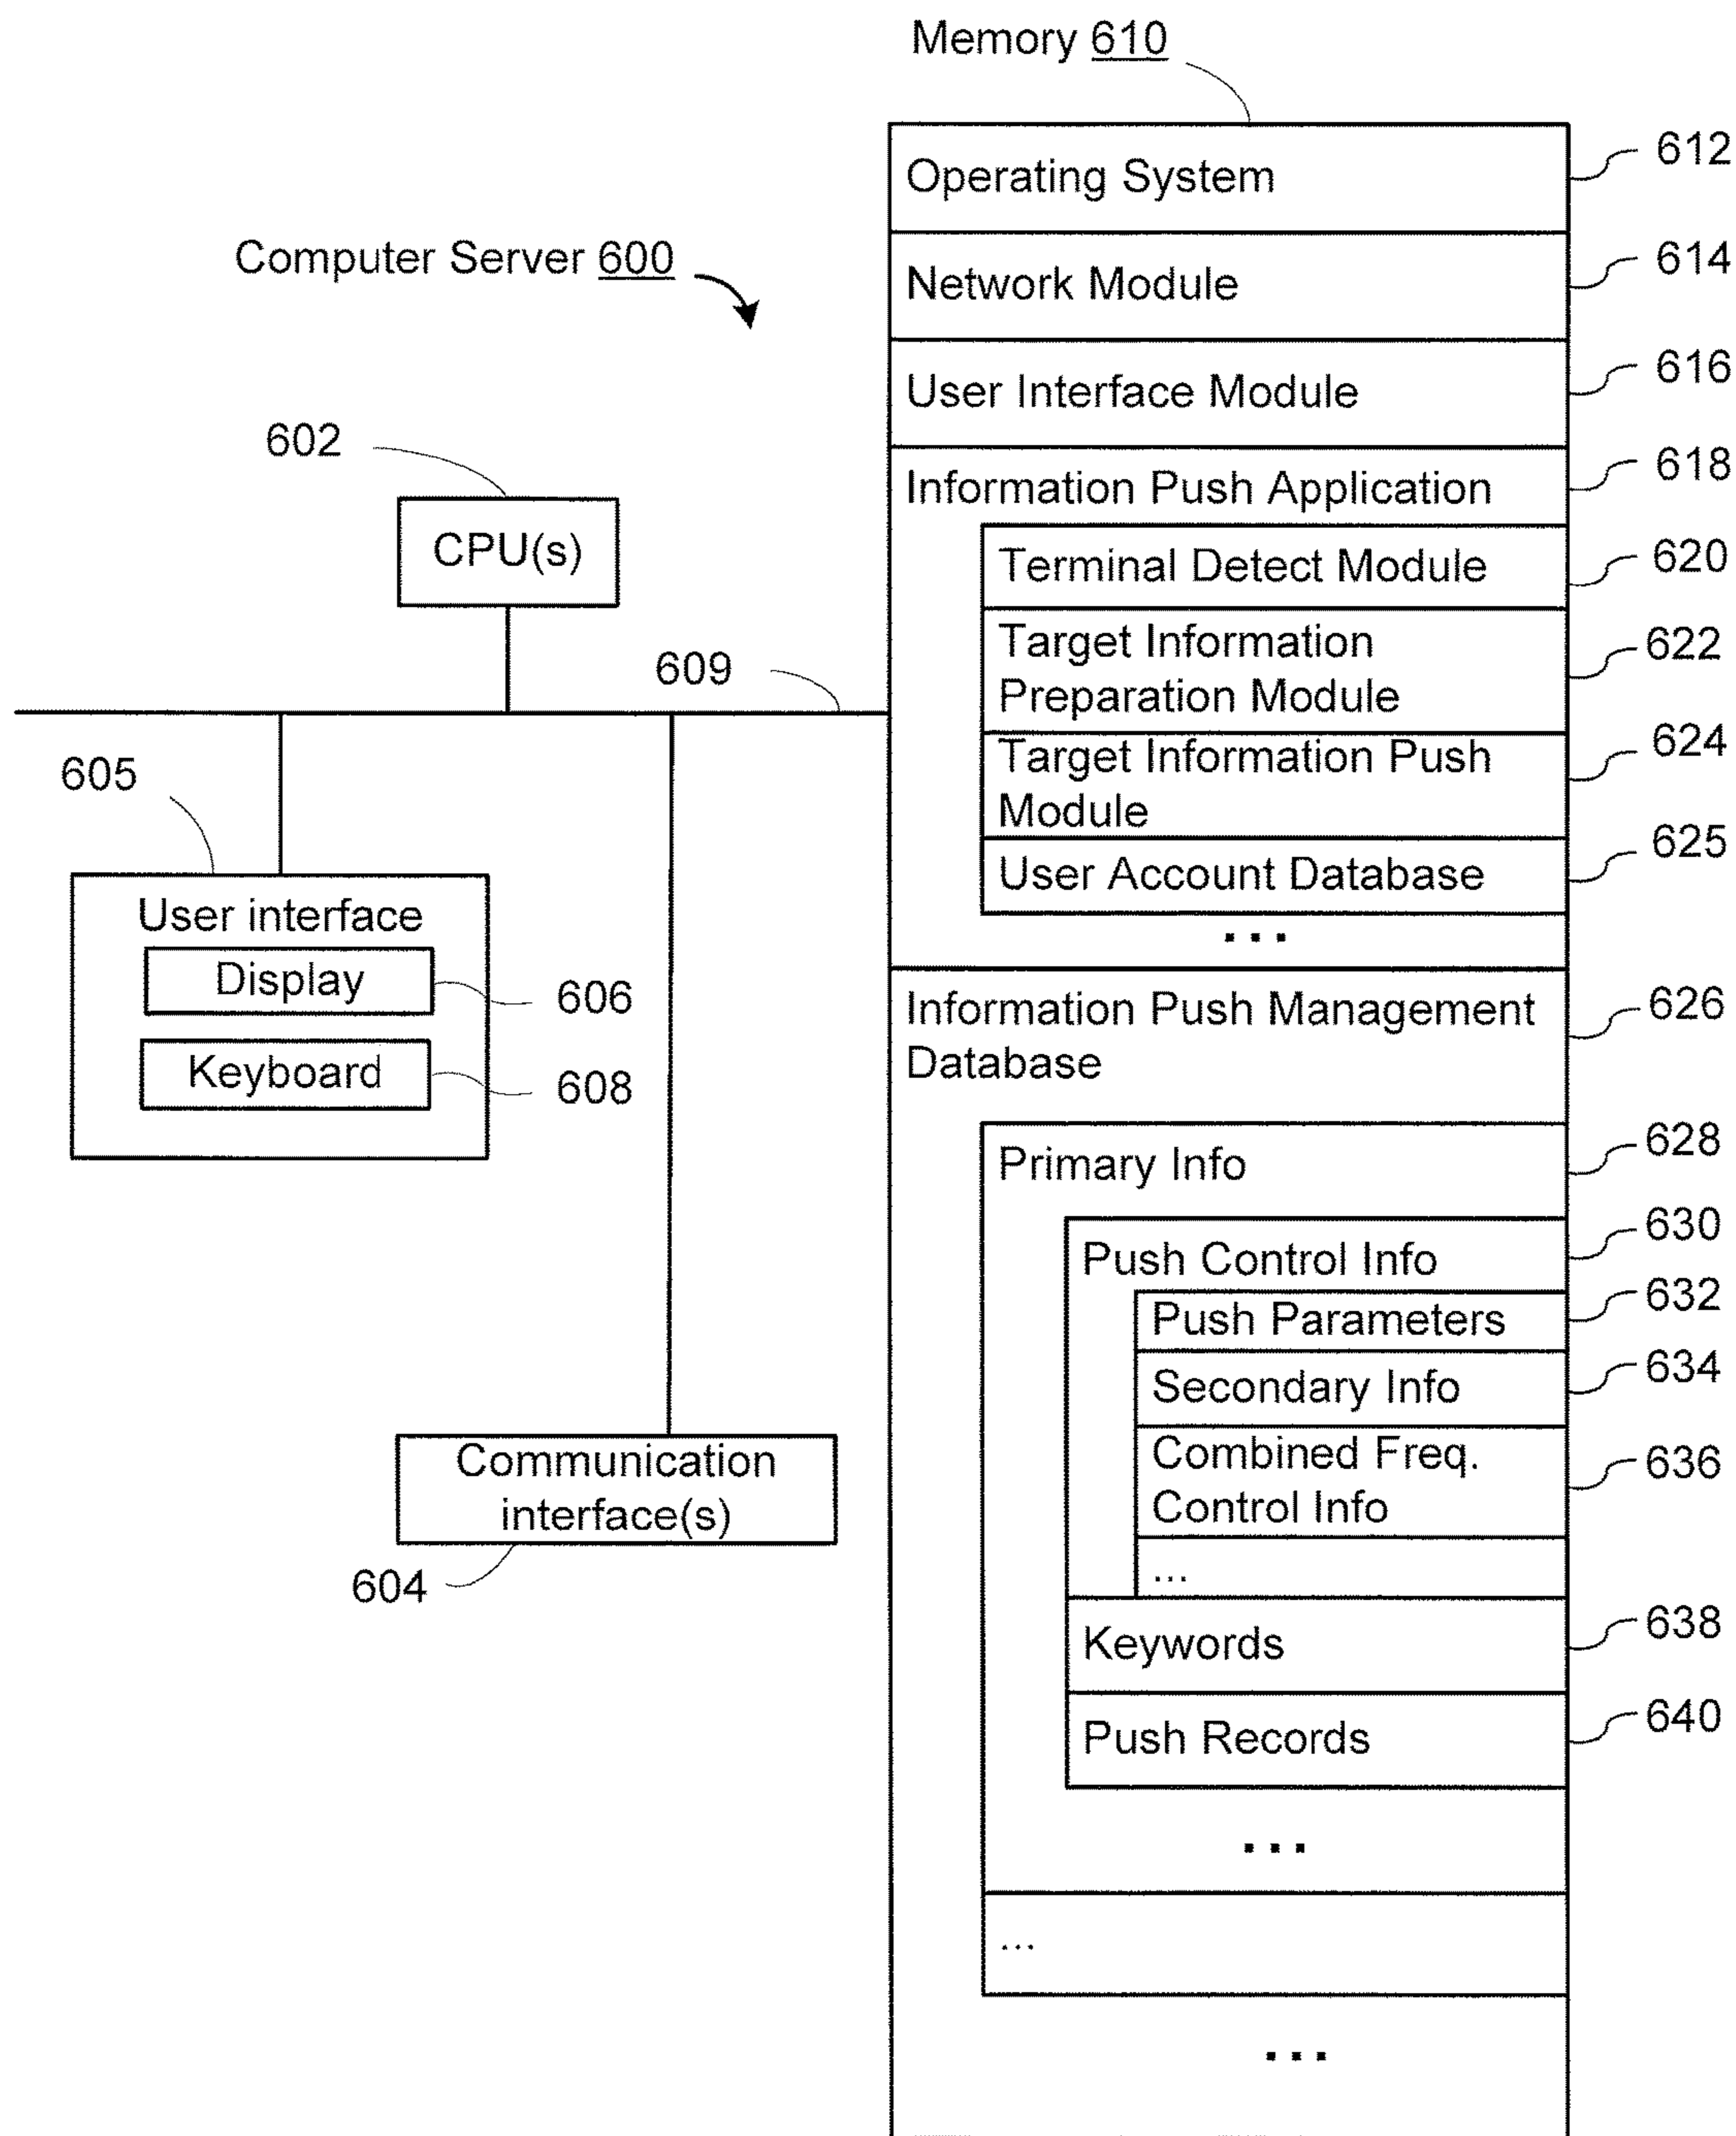 Memory 610
Operating System
612
Network Module
614
User Interface Module
616
Information Push Application
618
Terminal Detect Module
620
Target Information
Preparation Module
622
Target Information Push
Module
624
User Account Database
625
...
Information Push Management
Database
626
Primary Info
628
Push Control Info
630
Push Parameters
632
Secondary Info
634
Combined Freq.
Control Info
636
...
Keywords
638
Push Records
640
...
...
...
Computer Server 600
602
CPU(s)
609
605
User interface
Display
606
Keyboard
608
Communication
interface(s)
604